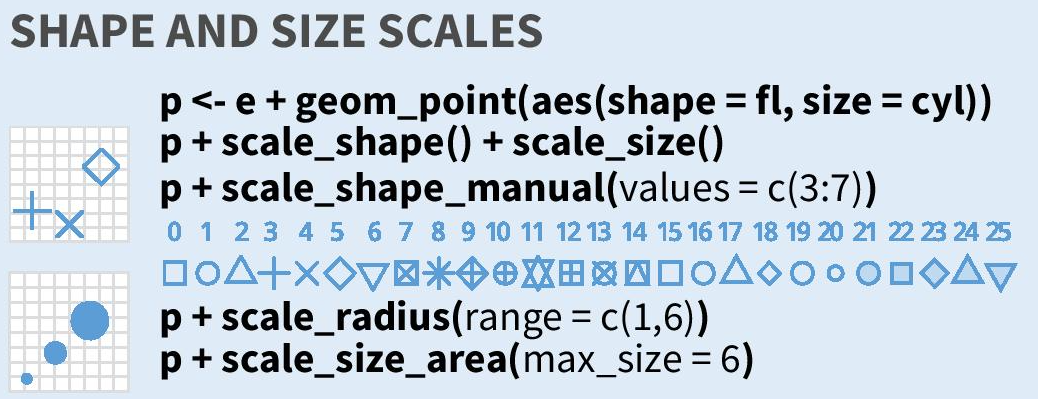 SHAPE AND SIZE SCALES
p <- e + geom_point(aes(shape = fl, size = cyl))
p + scale_shape() + scale_size()
p + scale_shape_manual(values = c(3:7))
0 1 2 3 4 5 6 7 8 9 10 11 12 13 14 15 16 17 18 19 20 21 22 23 24 25
p + scale_radius(range = c(1,6))
p + scale_size_area(max_size = 6)